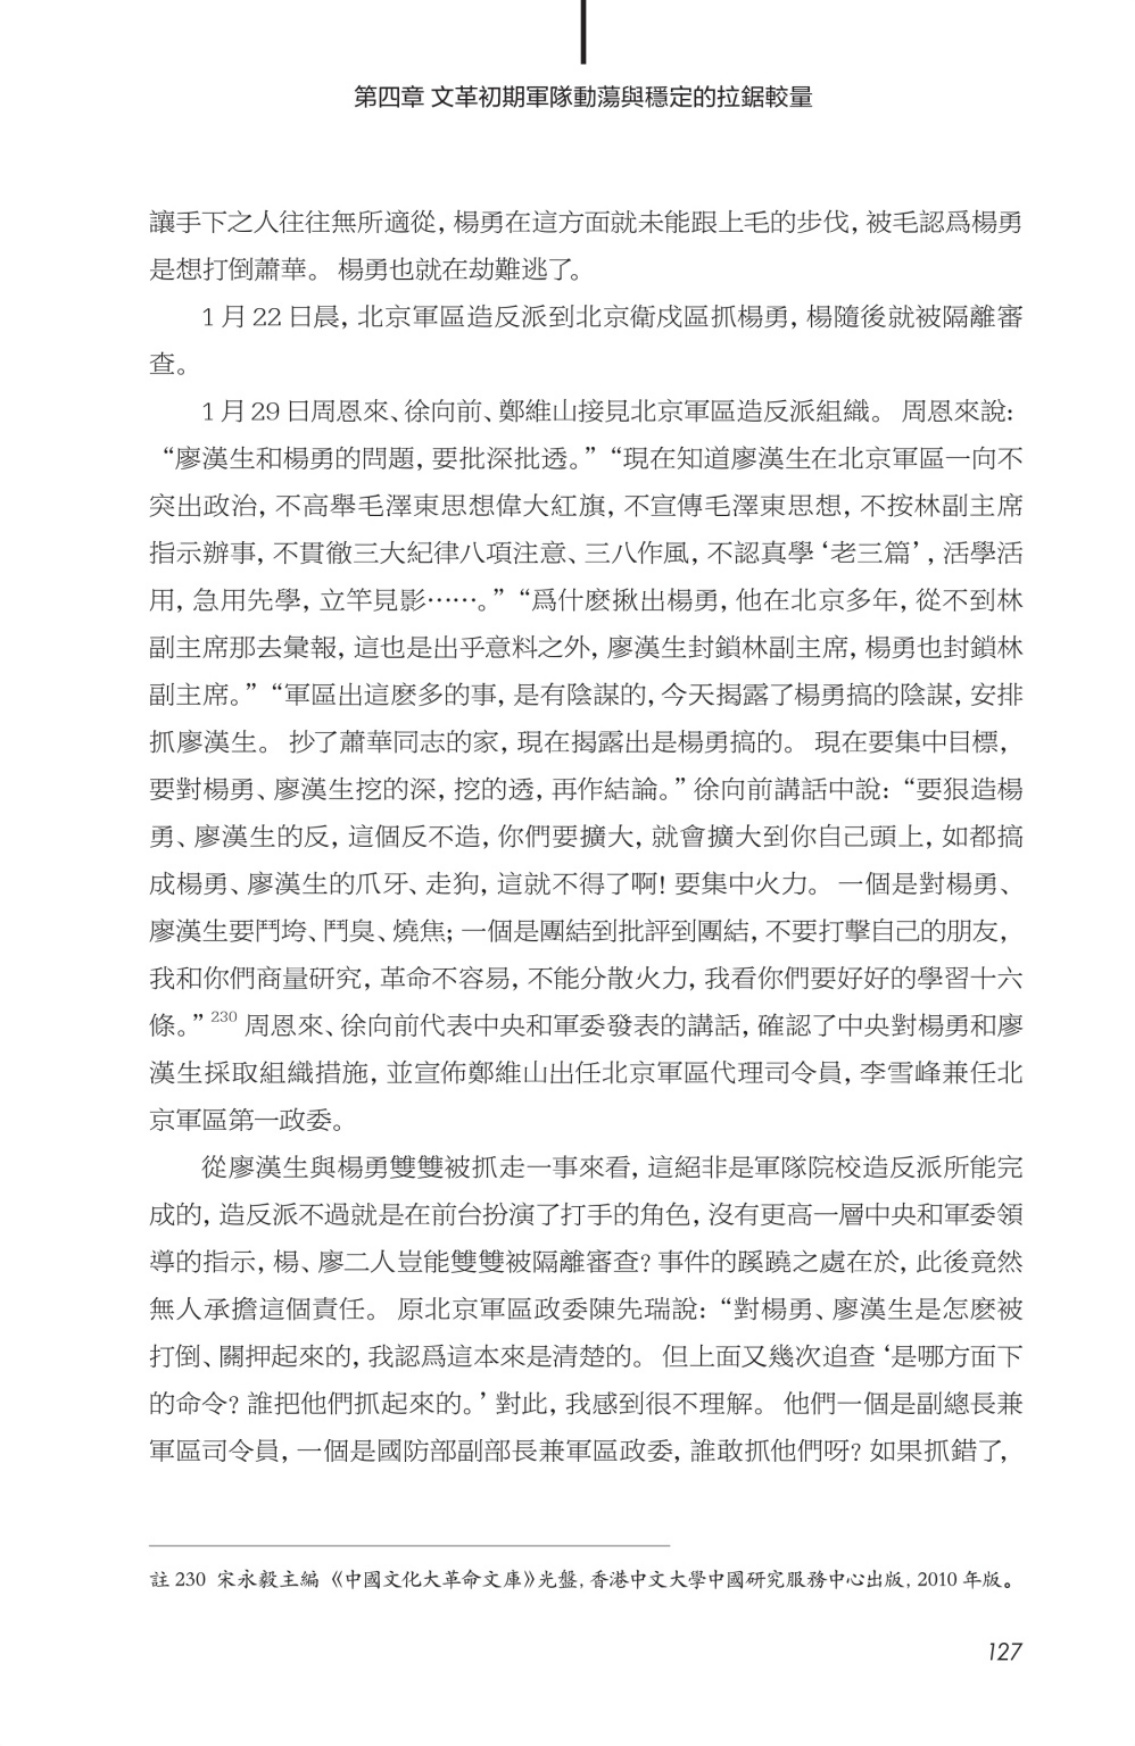 第四章 文革初期軍隊動蕩與穩定的拉鋸較量
讓手下之人往往無所適從, 楊勇在這方面就未能跟上毛的步伐, 被毛認爲楊勇
是想打倒蕭華。 楊勇也就在劫難逃了。
1 月 22 日晨, 北京軍區造反派到北京衛戍區抓楊勇, 楊隨後就被隔離審
查。
1 月 29 日周恩來、徐向前、鄭維山接見北京軍區造反派組織。 周恩來說:
“廖漢生和楊勇的問題, 要批深批透。” “現在知道廖漢生在北京軍區一向不
突出政治, 不高舉毛澤東思想偉大紅旗, 不宣傳毛澤東思想, 不按林副主席
指示辦事, 不貫徹三大紀律八項注意、三八作風, 不認真學 ‘老三篇’ , 活學活
用, 急用先學, 立竿見影⋯⋯。” “爲什麽揪出楊勇, 他在北京多年, 從不到林
副主席那去彙報, 這也是出乎意料之外, 廖漢生封鎖林副主席, 楊勇也封鎖林
副主席。” “軍區出這麽多的事, 是有陰謀的, 今天揭露了楊勇搞的陰謀, 安排
抓廖漢生。 抄了蕭華同志的家, 現在揭露出是楊勇搞的。 現在要集中目標,
要對楊勇、廖漢生挖的深, 挖的透, 再作結論。” 徐向前講話中說: “要狠造楊
勇、廖漢生的反, 這個反不造, 你們要擴大, 就會擴大到你自己頭上, 如都搞
成楊勇、廖漢生的爪牙、走狗, 這就不得了啊! 要集中火力。 一個是對楊勇、
廖漢生要鬥垮、鬥臭、燒焦; 一個是團結到批評到團結, 不要打擊自己的朋友,
我和你們商量研究, 革命不容易, 不能分散火力, 我看你們要好好的學習十六
條。” 230 周恩來、徐向前代表中央和軍委發表的講話, 確認了中央對楊勇和廖
漢生採取組織措施, 並宣佈鄭維山出任北京軍區代理司令員, 李雪峰兼任北
京軍區第一政委。
從廖漢生與楊勇雙雙被抓走一事來看, 這絕非是軍隊院校造反派所能完
成的, 造反派不過就是在前台扮演了打手的角色, 沒有更高一層中央和軍委領
導的指示, 楊、廖二人豈能雙雙被隔離審查? 事件的蹊蹺之處在於, 此後竟然
無人承擔這個責任。 原北京軍區政委陳先瑞說: “對楊勇、廖漢生是怎麽被
打倒、關押起來的, 我認爲這本來是清楚的。 但上面又幾次追查 ‘是哪方面下
的命令? 誰把他們抓起來的。’ 對此, 我感到很不理解。 他們一個是副總長兼
軍區司令員, 一個是國防部副部長兼軍區政委, 誰敢抓他們呀? 如果抓錯了,
註 230 宋永毅主編《中國文化大革命文庫》光盤, 香港中文大學中國研究服務中心出版, 2010 年版。
127